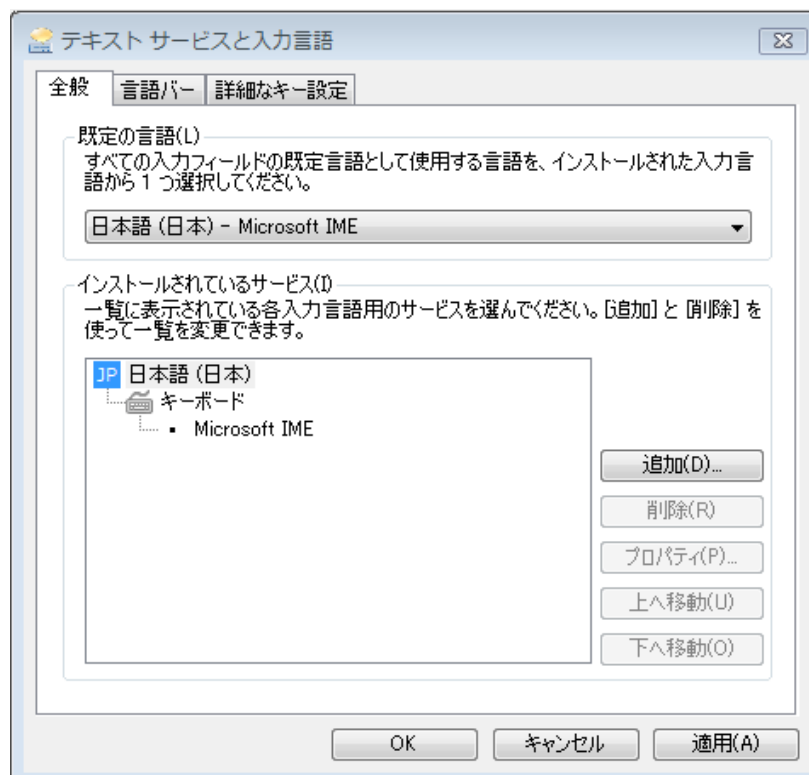 テキスト サービスと入力言語
全般 言語バー 詳細なキー設定
既定の言語(L)
すべての入力フィールドの既定言語として使用する言語を、インストールされた入力言
語から 1 つ選択してください。
日本語 (日本) - Microsoft IME
インストールされているサービス(I)
一覧に表示されている各入力言語用のサービスを選んでください。[追加] と [削除] を
使って一覧を変更できます。
JP 日本語 (日本)
キーボード
Microsoft IME
追加(D)...
削除(R)
プロパティ(P)...
上へ移動(U)
下へ移動(O)
OK キャンセル 適用(A)